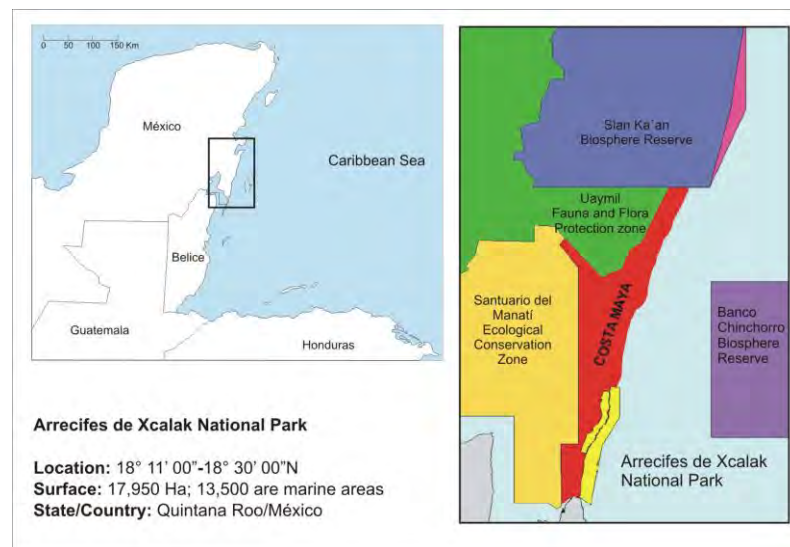 0 50 100 150 Km
México
Caribbean Sea
Belice
Guatemala
Honduras
Arrecifes de Xcalak National Park
Location: 18° 11’ 00”-18° 30’ 00”N
Surface: 17,950 Ha; 13,500 are marine areas
State/Country: Quintana Roo/México
SIan Ka´an
Biosphere Reserve
Uaymil
Fauna and Flora
Protection zone
Santuario del
Manatí
Ecological
Conservation
Zone
COSTA MAYA
Banco
Chinchorro
Biosphere
Reserve
Arrecifes de Xcalak
National Park